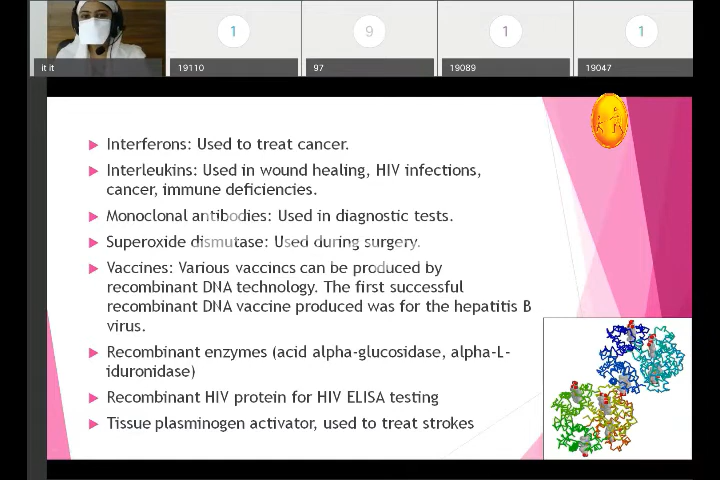 1
9
1
1
it it
19110
97
19089
19047
Interferons: Used to treat cancer.
Interleukins: Used in wound healing, HIV infections,
cancer, immune deficiencies.
Monoclonal antibodies: Used in diagnostic tests.
Superoxide dismutase: Used during surgery.
Vaccines: Various vaccines can be produced by
recombinant DNA technology. The first successful
recombinant DNA vaccine produced was for the hepatitis B
virus.
Recombinant enzymes (acid alpha-glucosidase, alpha-L-
iduronidase)
Recombinant HIV protein for HIV ELISA testing
Tissue plasminogen activator, used to treat strokes